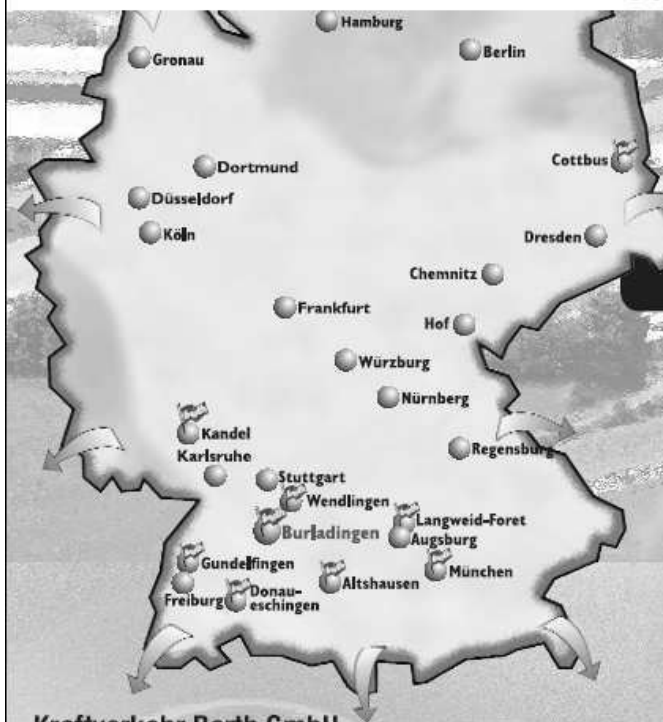 Hamburg
Berlin
Gronau
Cottbus
Dortmund
Düsseldorf
Köln
Dresden
Chemnitz
Frankfurt
Hof
Würzburg
Nürnberg
Kandel
Karlsruhe
Regensburg
Stuttgart
Wendlingen
Langweid-Foret
Burladingen
Augsburg
Gundelfingen
München
Altshausen
Freiburg
Donau-
eschingen
Kraftverkehr Barth GmbH